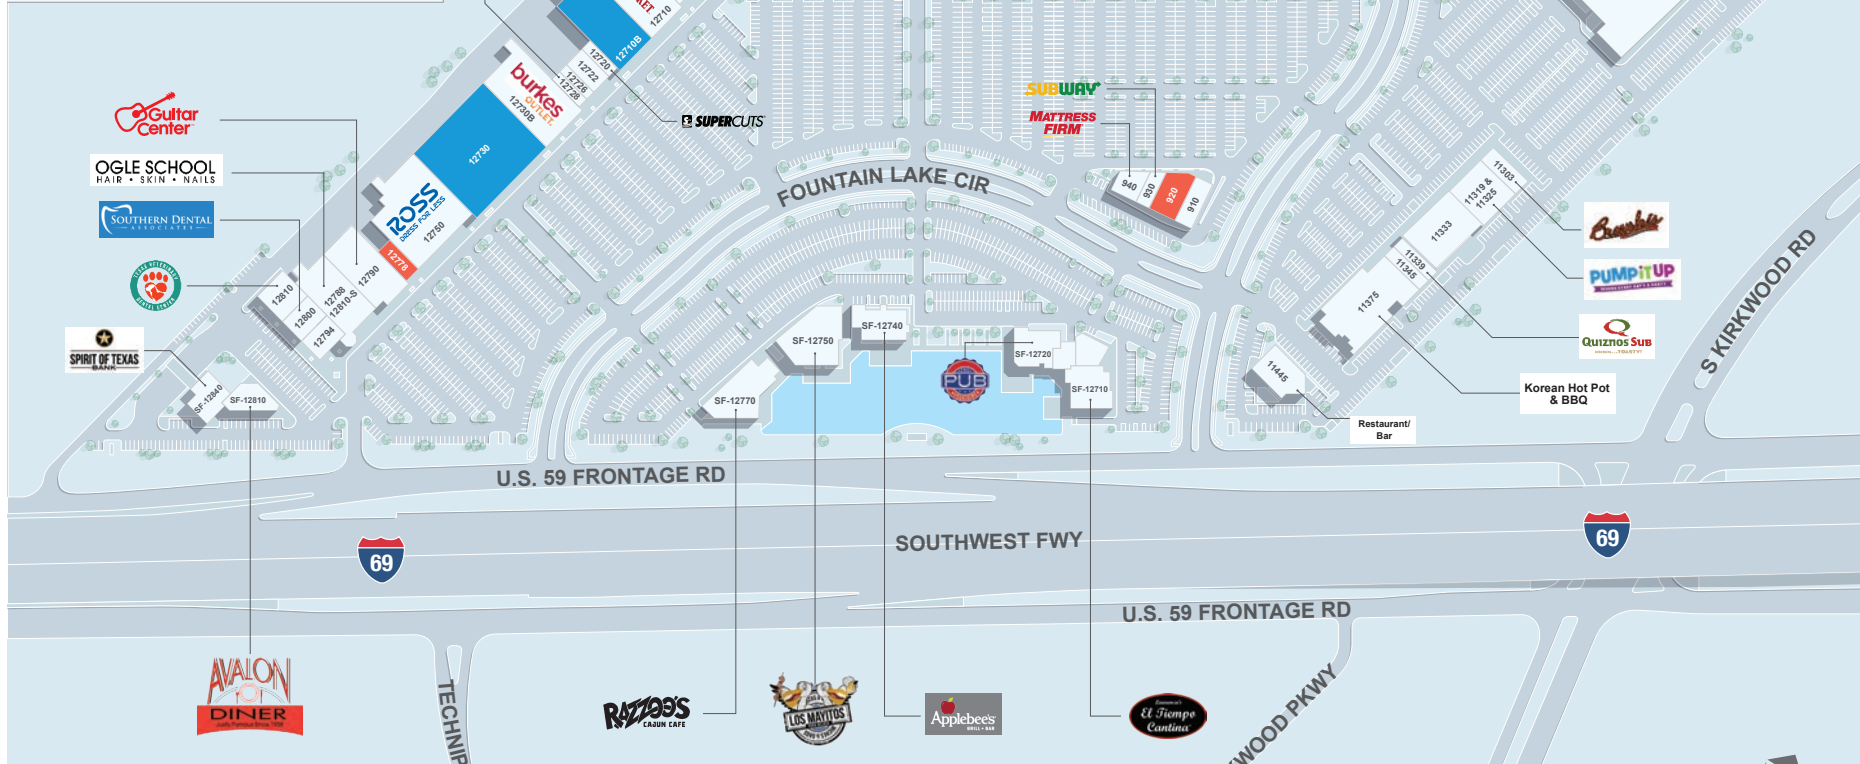 KET
12710
12710B
12720
12722
12726
12728
burkes
OUTLET.
12730B
12730
ROSS
DRESS FOR LESS
12750
12778
12790
12788
12810-S
12794
12800
12810
Guitar
Center
OGLE SCHOOL
HAIR • SKIN • NAILS
SOUTHERN DENTAL
ASSOCIATES
SPIRIT OF TEXAS
BANK
SF-12840
SF-12810
SUPERCUTS
SUBWAY
MATTRESS
FIRM
940
930
920
910
FOUNTAIN LAKE CIR
11303
11319 &
11325
11333
11339
11345
11375
11445
PUMP IT UP
QUIZNOS SUB
Korean Hot Pot
& BBQ
Restaurant/
Bar
S KIRKWOOD RD
SF-12740
SF-12750
SF-12770
SF-12720
SF-12710
PUB
U.S. 59 FRONTAGE RD
SOUTHWEST FWY
69
69
U.S. 59 FRONTAGE RD
AVALON
DINER
TECHNIP
RAZZOO'S
CAJUN CAFE
LOS MAYITOS
Applebee's
GRILL + BAR
El Tiempo
Cantina
WOOD PKWY